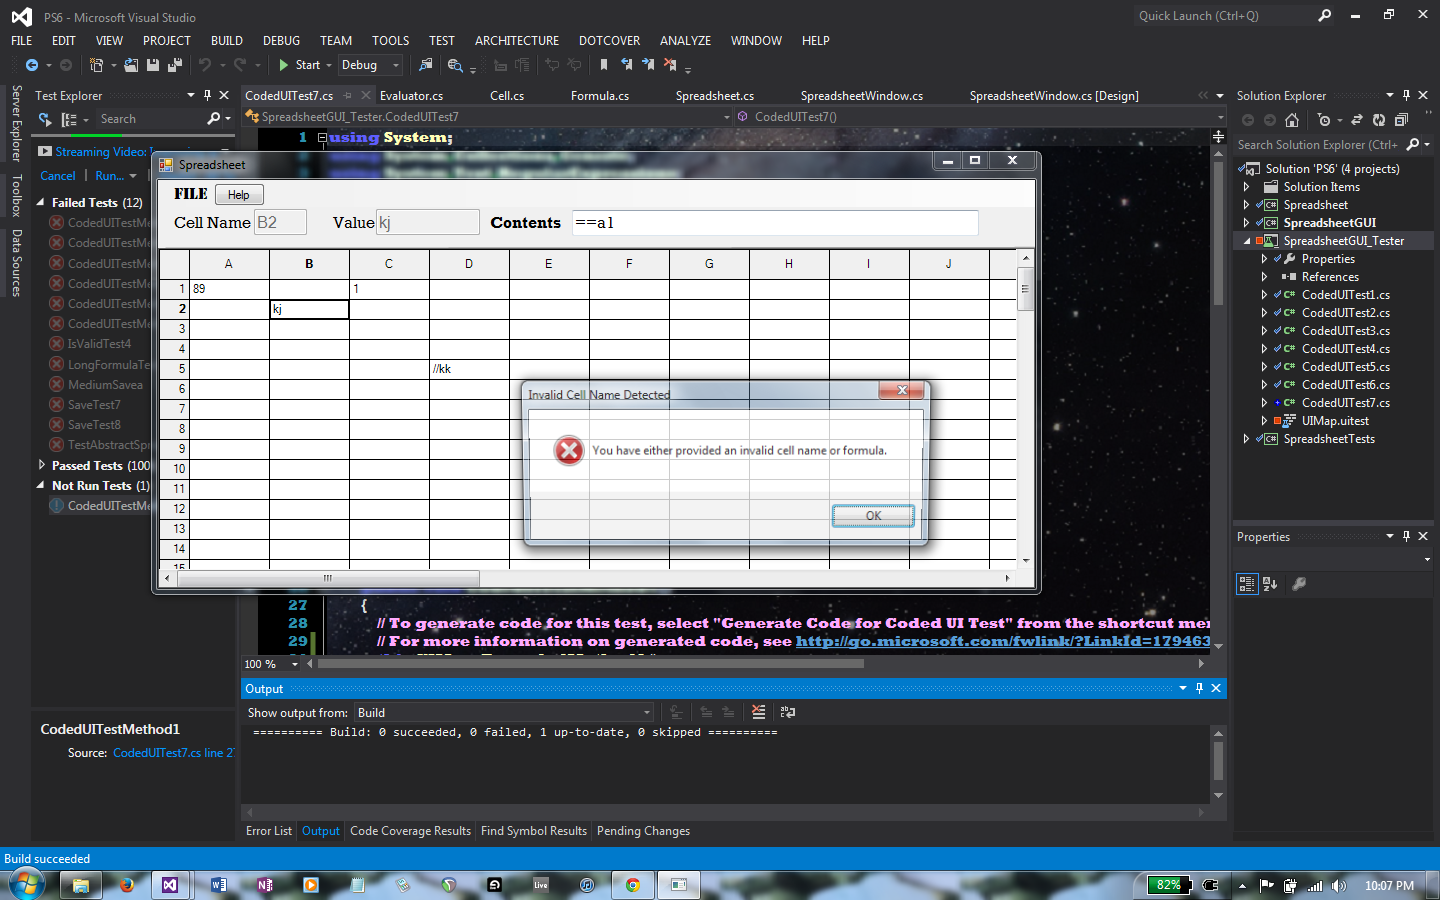 PS6 - Microsoft Visual Studio
Quick Launch (Ctrl+Q)
FILE EDIT VIEW PROJECT BUILD DEBUG TEAM TOOLS TEST ARCHITECTURE DOTCOVER ANALYZE WINDOW HELP
Start Debug
Server Explorer
Toolbox
Data Sources
Test Explorer
Search
Streaming Video:
Cancel Run...
Failed Tests (12)
CodedUITestMe
CodedUITestMe
CodedUITestMe
CodedUITestMe
CodedUITestMe
CodedUITestMe
IsValidTest4
LongFormulaTe
MediumSavea
SaveTest7
SaveTest8
TestAbstractSpr
Passed Tests (100
Not Run Tests (1)
CodedUITestMe
CodedUITestMethod1
Source: CodedUITest7.cs line 27
CodedUITest7.cs Evaluator.cs Cell.cs Formula.cs Spreadsheet.cs SpreadsheetWindow.cs SpreadsheetWindow.cs [Design]
SpreadsheetGUI_Tester.CodedUITest7 CodedUITest7()
1 using System;
Spreadsheet
FILE Help
Cell Name B2 Value kj Contents ==a1
A B C D E F G H I J
1 89 1
2 kj
3
4
5 //kk
6
7
8
9
10
11
12
13
14
15
Invalid Cell Name Detected
You have either provided an invalid cell name or formula.
OK
27 {
28 // To generate code for this test, select "Generate Code for Coded UI Test" from the shortcut men
29 // For more information on generated code, see http://go.microsoft.com/fwlink/?LinkId=179463
100 %
Output
Show output from: Build
========== Build: 0 succeeded, 0 failed, 1 up-to-date, 0 skipped ==========
Error List Output Code Coverage Results Find Symbol Results Pending Changes
Solution Explorer
Search Solution Explorer (Ctrl+
Solution 'PS6' (4 projects)
Solution Items
Spreadsheet
SpreadsheetGUI
SpreadsheetGUI_Tester
Properties
References
CodedUITest1.cs
CodedUITest2.cs
CodedUITest3.cs
CodedUITest4.cs
CodedUITest5.cs
CodedUITest6.cs
CodedUITest7.cs
UIMap.uitest
SpreadsheetTests
Properties
Build succeeded
Live
82%
10:07 PM